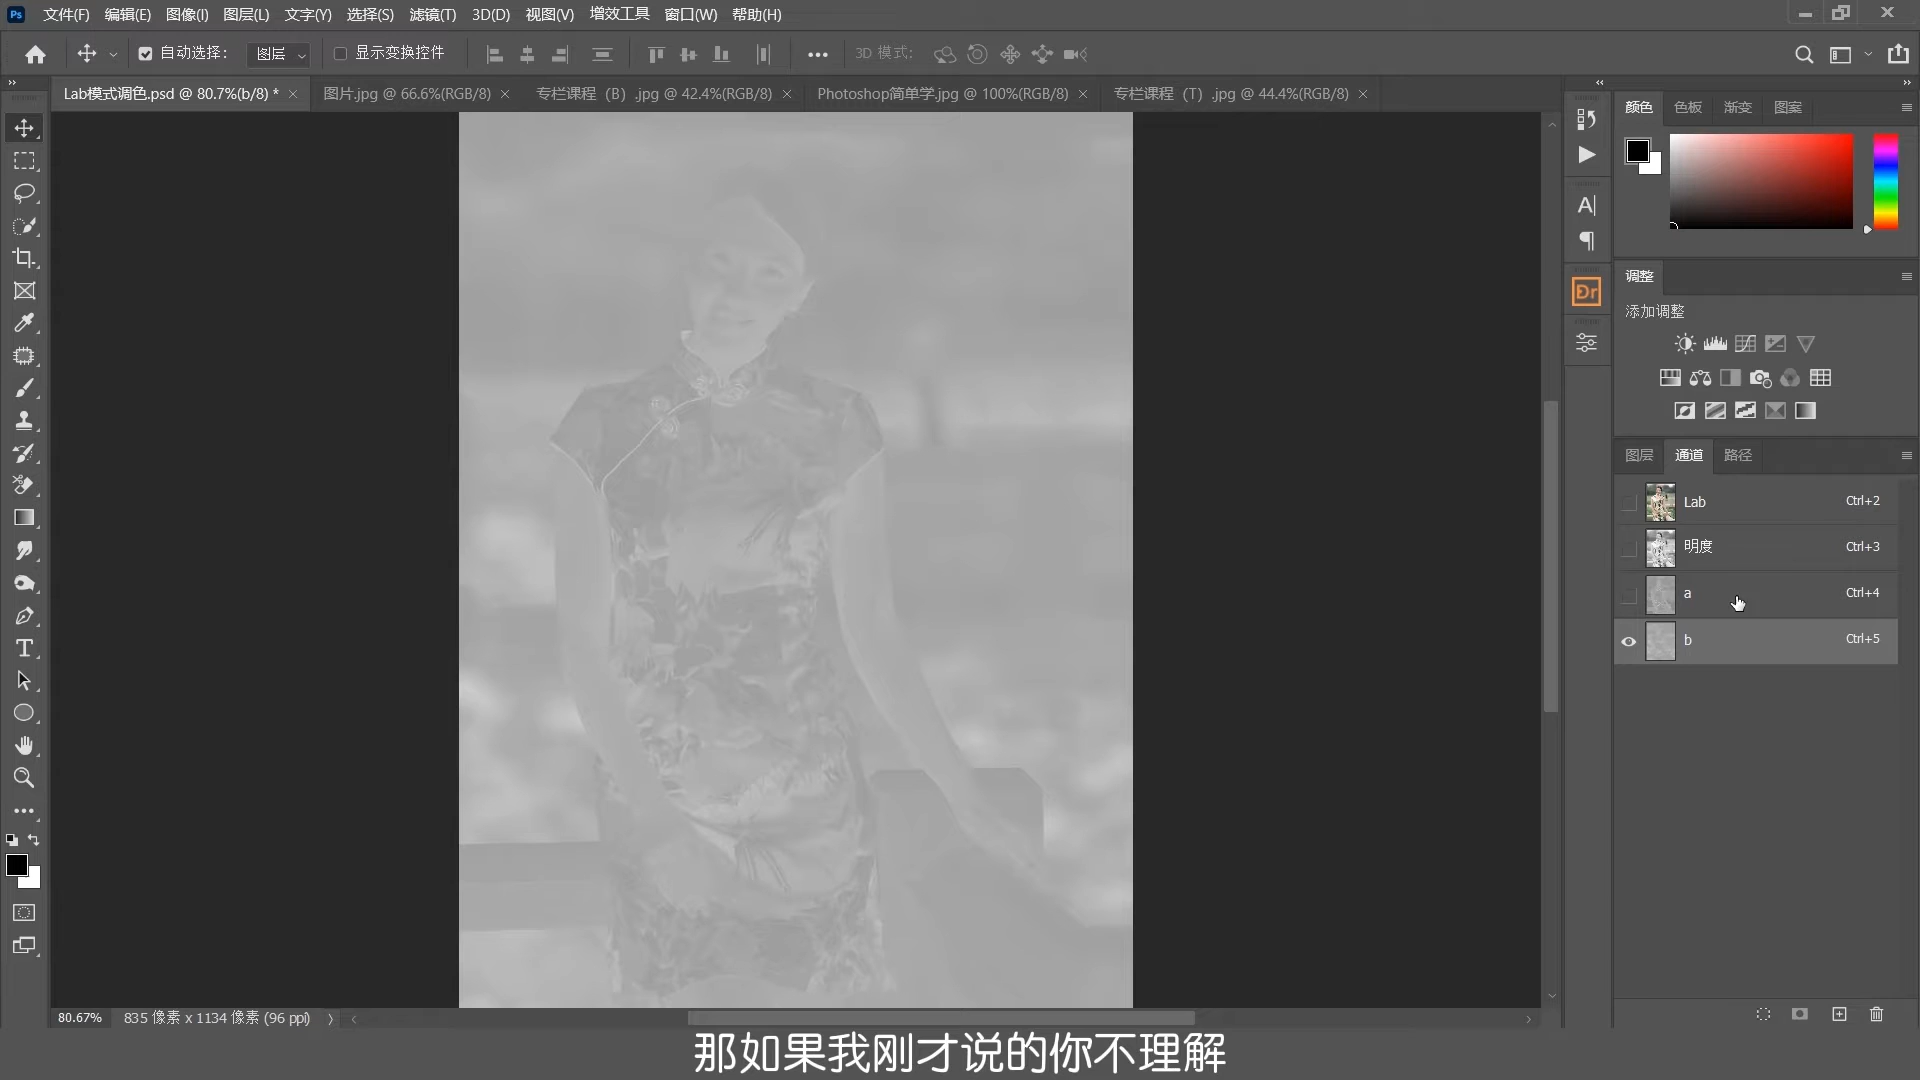 Ps 文件(F) 编辑(E) 图像(I) 图层(L) 文字(Y) 选择(S) 滤镜(T) 3D(D) 视图(V) 增效工具 窗口(W) 帮助(H)
自动选择: 图层 显示变换控件 3D 模式:
Lab模式调色.psd @ 80.7%(b/8) * 图片.jpg @ 66.6%(RGB/8) 专栏课程（B）.jpg @ 42.4%(RGB/8) Photoshop简单学.jpg @ 100%(RGB/8) 专栏课程（T）.jpg @ 44.4%(RGB/8)
颜色 色板 渐变 图案
Dr
调整
添加调整
图层 通道 路径
Lab Ctrl+2
明度 Ctrl+3
a Ctrl+4
b Ctrl+5
80.67% 835 像素 x 1134 像素 (96 ppi)
那如果我刚才说的你不理解